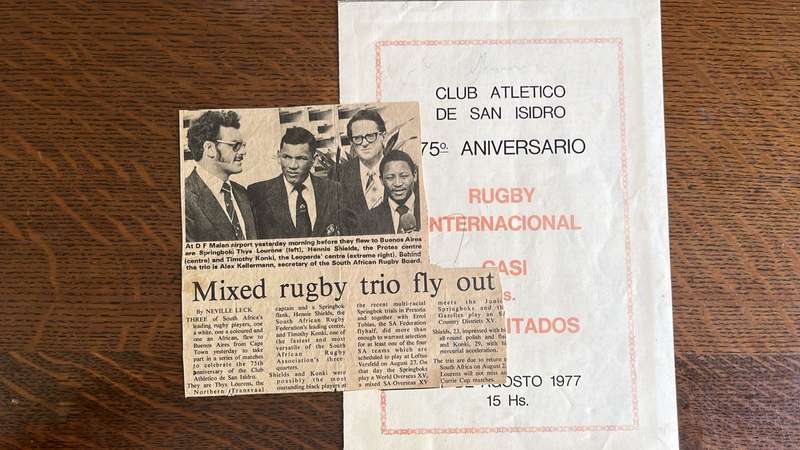 CLUB ATLETICO
DE SAN ISIDRO
75º ANIVERSARIO
RUGBY
NTERNACIONAL
CASI
s.
ITADOS
DE AGOSTO 1977
15 Hs.
At D F Malan airport yesterday morning before they flew to Buenos Aires
are Springbok Thys Lourens (left), Hennie Shields, the Protea centre
(centre) and Timothy Konki, the Leopards' centre (extreme right). Behind
the trio is Alex Kellermann, secretary of the South African Rugby Board.
Mixed rugby trio fly out
By NEVILLE LECK
THREE of South Africa's
leading rugby players, one
a white, one a coloured and
one an African, flew to
Buenos Aires from Cape
Town yesterday to take
part in a series of matches
to celebrate the 75th
anniversary of the Club
Athletico de San Isidro.
They are Thys Lourens, the
Northern Transvaal
captain and a Springbok
flank, Hennie Shields, the
South African Rugby
Federation's leading centre,
and Timothy Konki, one of
the fastest and most
versatile of the South
African Rugby
Association's three-
quarters.
Shields and Konki were
possibly the most
outstanding black players at
the recent multi-racial
Springbok trials in Pretoria
and together with Errol
Tobias, the SA Federation
flyhalf, did more than
enough to warrant selection
for at least one of the four
SA teams which are
scheduled to play at Loftus
Versfeld on August 27. On
that day the Springboks
play a World Overseas XV,
a mixed SA Overseas XV
meets the Junio
Springboks and the
Gazelles play an SA
Country Districts XV.
Shields, 23, impressed with his
all-round polish and
and Konki, 29, with
mercurial acceleration.
The trio are due to return
South Africa on August 2
Lourens will not miss an
Currie Cup matches.